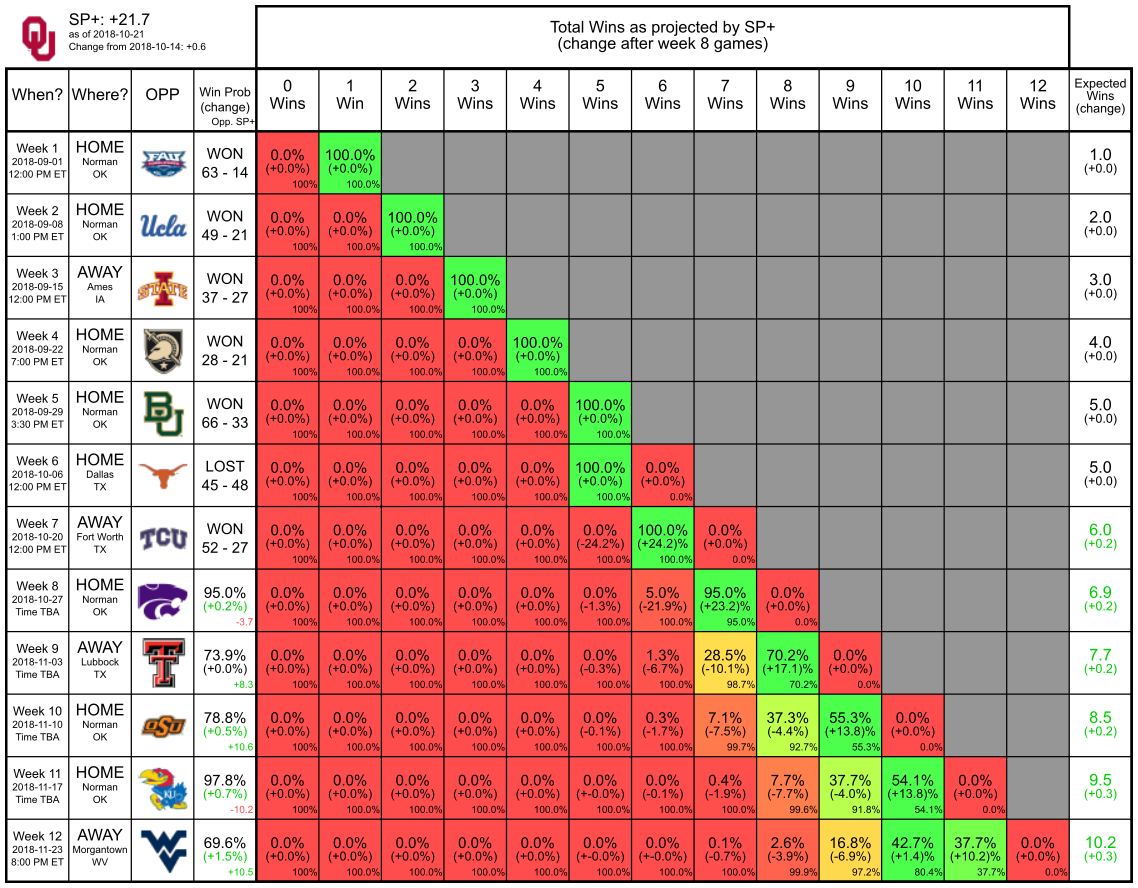 SP+: +21.7
as of 2018-10-21
Change from 2018-10-14: +0.6
Total Wins as projected by SP+
(change after week 8 games)
When? Where? OPP Win Prob (change) Opp. SP+ 0 Wins 1 Win 2 Wins 3 Wins 4 Wins 5 Wins 6 Wins 7 Wins 8 Wins 9 Wins 10 Wins 11 Wins 12 Wins Expected Wins (change)
Week 1 HOME FAU WON 0.0% 100.0% 1.0
2018-09-01 Norman 63 - 14 (+0.0%) (+0.0%) (+0.0)
12:00 PM ET OK 100% 100.0%
Week 2 HOME Ucla WON 0.0% 0.0% 100.0% 2.0
2018-09-08 Norman 49 - 21 (+0.0%) (+0.0%) (+0.0%) (+0.0)
1:00 PM ET OK 100% 100.0% 100.0%
Week 3 AWAY STATE WON 0.0% 0.0% 0.0% 100.0% 3.0
2018-09-15 Ames 37 - 27 (+0.0%) (+0.0%) (+0.0%) (+0.0%) (+0.0)
12:00 PM ET IA 100% 100.0% 100.0% 100.0%
Week 4 HOME WON 0.0% 0.0% 0.0% 0.0% 100.0% 4.0
2018-09-22 Norman 28 - 21 (+0.0%) (+0.0%) (+0.0%) (+0.0%) (+0.0%) (+0.0)
7:00 PM ET OK 100% 100.0% 100.0% 100.0% 100.0%
Week 5 HOME BU WON 0.0% 0.0% 0.0% 0.0% 0.0% 100.0% 5.0
2018-09-29 Norman 66 - 33 (+0.0%) (+0.0%) (+0.0%) (+0.0%) (+0.0%) (+0.0%) (+0.0)
3:30 PM ET OK 100% 100.0% 100.0% 100.0% 100.0% 100.0%
Week 6 HOME LOST 0.0% 0.0% 0.0% 0.0% 0.0% 100.0% 0.0% 5.0
2018-10-06 Dallas 45 - 48 (+0.0%) (+0.0%) (+0.0%) (+0.0%) (+0.0%) (+0.0%) (+0.0%) (+0.0)
12:00 PM ET TX 100% 100.0% 100.0% 100.0% 100.0% 100.0% 0.0%
Week 7 AWAY TCU WON 0.0% 0.0% 0.0% 0.0% 0.0% 0.0% 100.0% 0.0% 6.0
2018-10-20 Fort Worth 52 - 27 (+0.0%) (+0.0%) (+0.0%) (+0.0%) (+0.0%) (-24.2%) (+24.2)% (+0.0%) (+0.2)
12:00 PM ET TX 100% 100.0% 100.0% 100.0% 100.0% 100.0% 100.0% 0.0%
Week 8 HOME 95.0% 0.0% 0.0% 0.0% 0.0% 0.0% 0.0% 5.0% 95.0% 0.0% 6.9
2018-10-27 Norman (+0.2%) (+0.0%) (+0.0%) (+0.0%) (+0.0%) (+0.0%) (-1.3%) (-21.9%) (+23.2)% (+0.0%) (+0.2)
Time TBA OK -3.7 100% 100.0% 100.0% 100.0% 100.0% 100.0% 100.0% 95.0% 0.0%
Week 9 AWAY T 73.9% 0.0% 0.0% 0.0% 0.0% 0.0% 0.0% 1.3% 28.5% 70.2% 0.0% 7.7
2018-11-03 Lubbock (+0.0%) (+0.0%) (+0.0%) (+0.0%) (+0.0%) (+0.0%) (-0.3%) (-6.7%) (-10.1%) (+17.1)% (+0.0%) (+0.2)
Time TBA TX +8.3 100% 100.0% 100.0% 100.0% 100.0% 100.0% 100.0% 98.7% 70.2% 0.0%
Week 10 HOME OSU 78.8% 0.0% 0.0% 0.0% 0.0% 0.0% 0.0% 0.3% 7.1% 37.3% 55.3% 0.0% 8.5
2018-11-10 Norman (+0.5%) (+0.0%) (+0.0%) (+0.0%) (+0.0%) (+0.0%) (-0.1%) (-1.7%) (-7.5%) (-4.4%) (+13.8)% (+0.0%) (+0.2)
Time TBA OK +10.6 100% 100.0% 100.0% 100.0% 100.0% 100.0% 100.0% 99.7% 92.7% 55.3% 0.0%
Week 11 HOME KU 97.8% 0.0% 0.0% 0.0% 0.0% 0.0% 0.0% 0.0% 0.4% 7.7% 37.7% 54.1% 0.0% 9.5
2018-11-17 Norman (+0.7%) (+0.0%) (+0.0%) (+0.0%) (+0.0%) (+0.0%) (+-0.0%) (-0.1%) (-1.9%) (-7.7%) (-4.0%) (+13.8)% (+0.0%) (+0.3)
Time TBA OK -10.2 100% 100.0% 100.0% 100.0% 100.0% 100.0% 100.0% 100.0% 99.6% 91.8% 54.1% 0.0%
Week 12 AWAY WV 69.6% 0.0% 0.0% 0.0% 0.0% 0.0% 0.0% 0.0% 0.1% 2.6% 16.8% 42.7% 37.7% 0.0% 10.2
2018-11-23 Morgantown (+1.5%) (+0.0%) (+0.0%) (+0.0%) (+0.0%) (+0.0%) (+-0.0%) (+-0.0%) (-0.7%) (-3.9%) (-6.9%) (+1.4)% (+10.2)% (+0.0%) (+0.3)
8:00 PM ET WV +10.5 100% 100.0% 100.0% 100.0% 100.0% 100.0% 100.0% 100.0% 99.9% 97.2% 80.4% 37.7% 0.0%